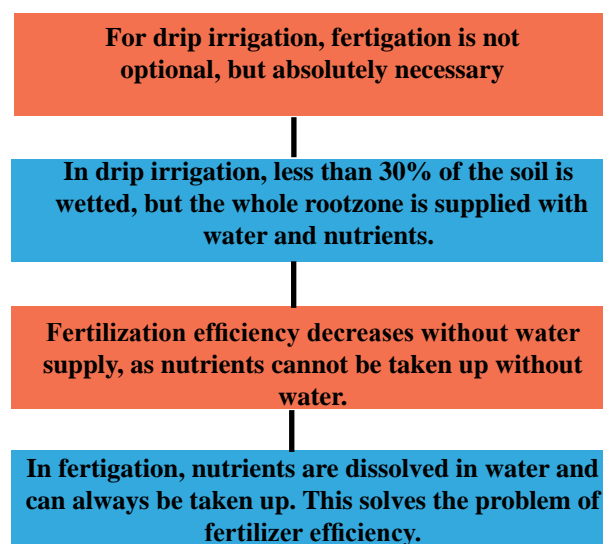 For drip irrigation, fertigation is not
optional, but absolutely necessary
In drip irrigation, less than 30% of the soil is
wetted, but the whole rootzone is supplied with
water and nutrients.
Fertilization efficiency decreases without water
supply, as nutrients cannot be taken up without
water.
In fertigation, nutrients are dissolved in water and
can always be taken up. This solves the problem of
fertilizer efficiency.